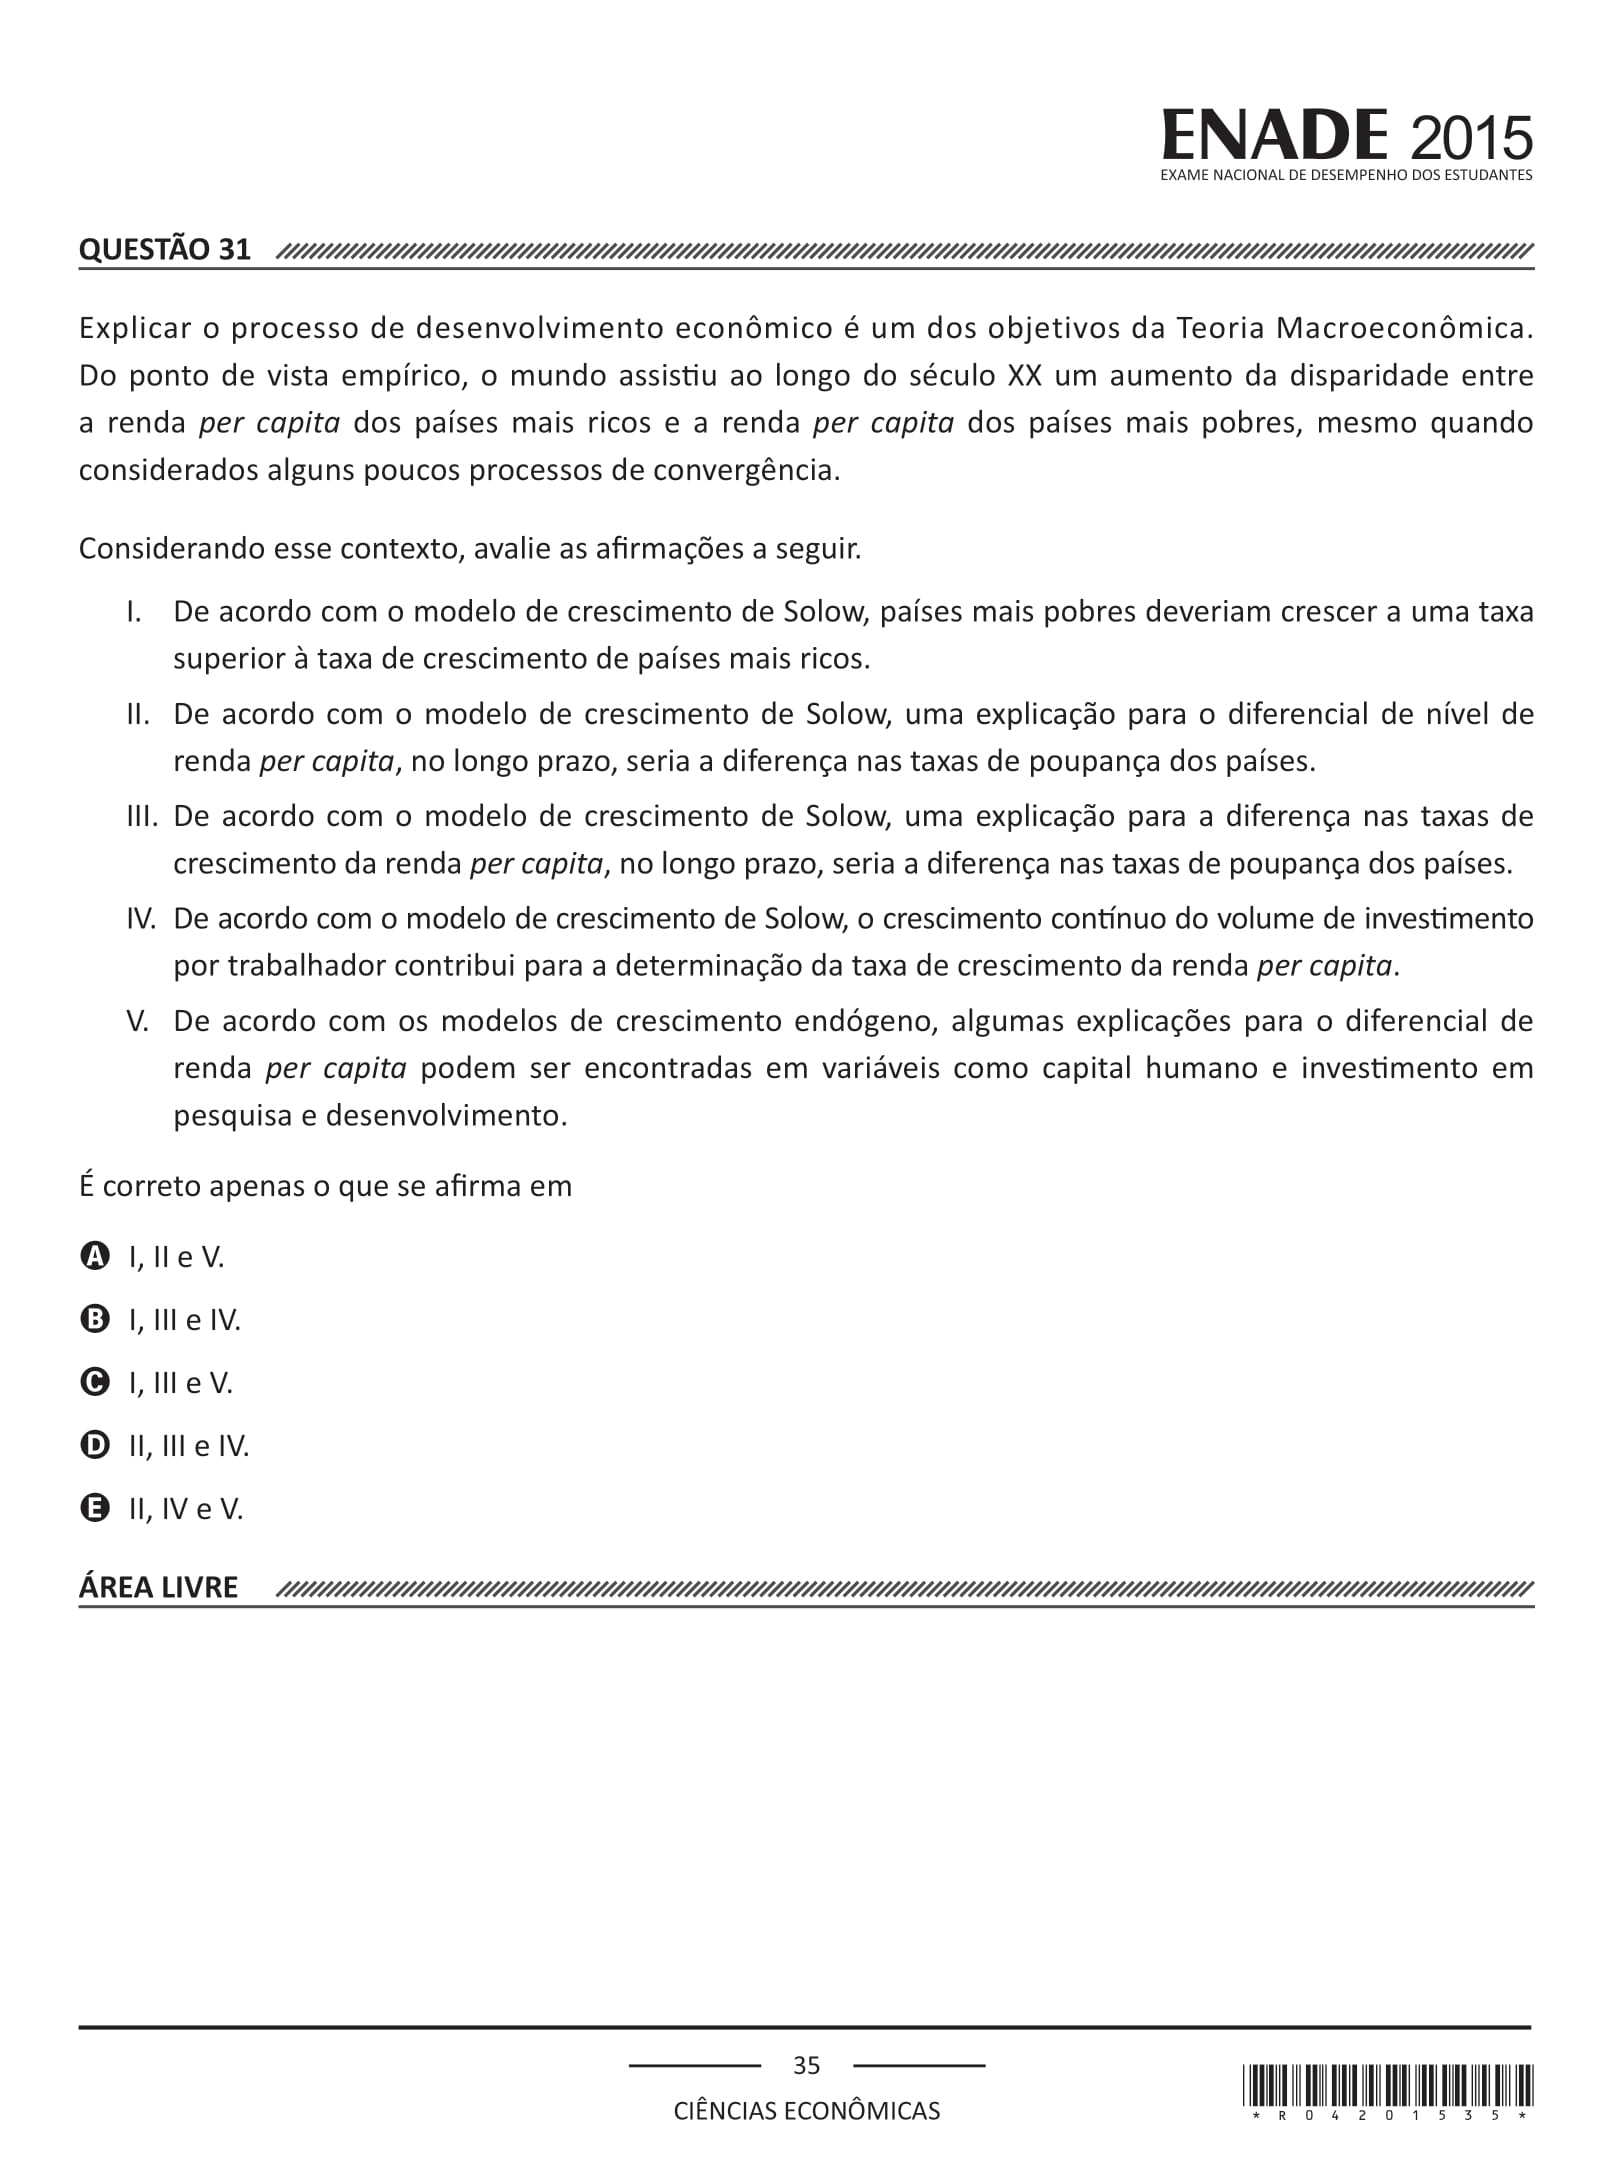 ENADE 2015
EXAME NACIONAL DE DESEMPENHO DOS ESTUDANTES
QUESTÃO 31
Explicar o processo de desenvolvimento econômico é um dos objetivos da Teoria Macroeconômica.
Do ponto de vista empírico, o mundo assistiu ao longo do século XX um aumento da disparidade entre
a renda per capita dos países mais ricos e a renda per capita dos países mais pobres, mesmo quando
considerados alguns poucos processos de convergência.
Considerando esse contexto, avalie as afirmações a seguir.
I. De acordo com o modelo de crescimento de Solow, países mais pobres deveriam crescer a uma taxa
superior à taxa de crescimento de países mais ricos.
II. De acordo com o modelo de crescimento de Solow, uma explicação para o diferencial de nível de
renda per capita, no longo prazo, seria a diferença nas taxas de poupança dos países.
III. De acordo com o modelo de crescimento de Solow, uma explicação para a diferença nas taxas de
crescimento da renda per capita, no longo prazo, seria a diferença nas taxas de poupança dos países.
IV. De acordo com o modelo de crescimento de Solow, o crescimento contínuo do volume de investimento
por trabalhador contribui para a determinação da taxa de crescimento da renda per capita.
V. De acordo com os modelos de crescimento endógeno, algumas explicações para o diferencial de
renda per capita podem ser encontradas em variáveis como capital humano e investimento em
pesquisa e desenvolvimento.
É correto apenas o que se afirma em
A I, II e V.
B I, III e IV.
C I, III e V.
D II, III e IV.
E II, IV e V.
ÁREA LIVRE
35
CIÊNCIAS ECONÔMICAS
* R 0 4 2 0 1 5 3 5 *